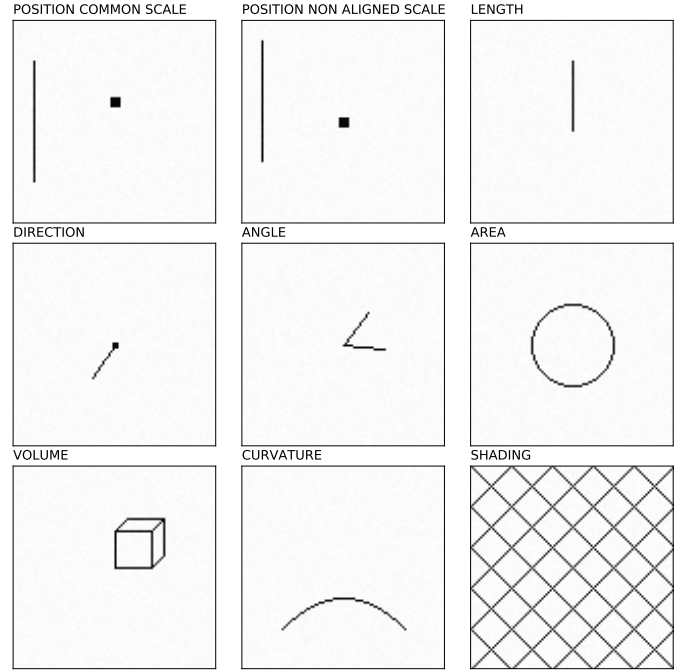 POSITION COMMON SCALE
POSITION NON ALIGNED SCALE
LENGTH
DIRECTION
ANGLE
AREA
VOLUME
CURVATURE
SHADING